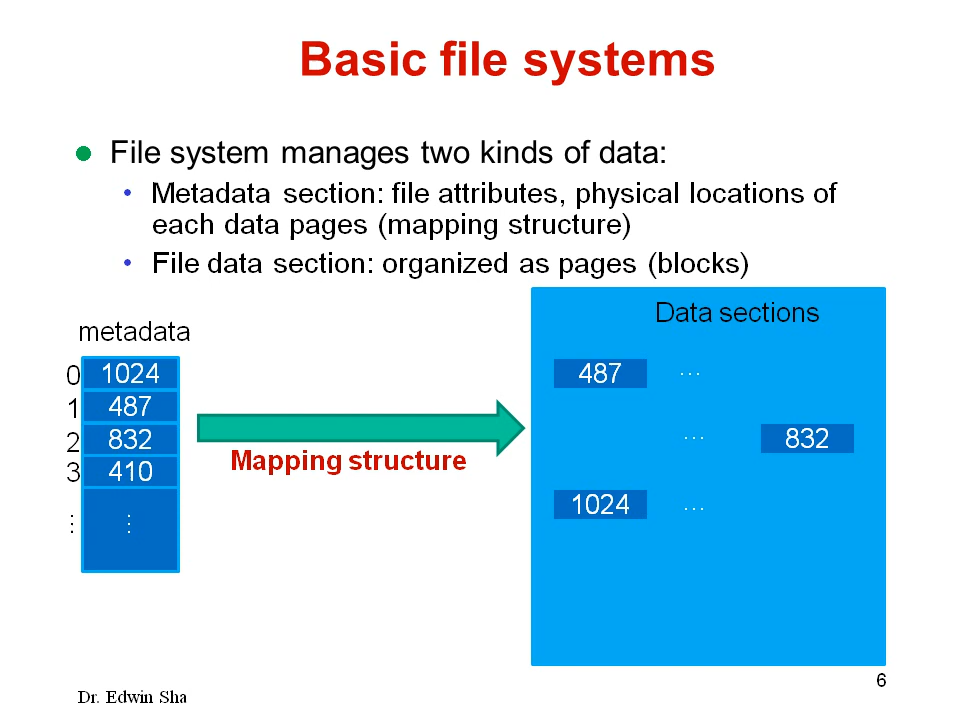 Basic file systems
File system manages two kinds of data:
Metadata section: file attributes, physical locations of
each data pages (mapping structure)
File data section: organized as pages (blocks)
metadata
0 1024
1 487
2 832
3 410
⋮ ⋮
Mapping structure
Data sections
487 ...
... 832
1024 ...
6
Dr. Edwin Sha